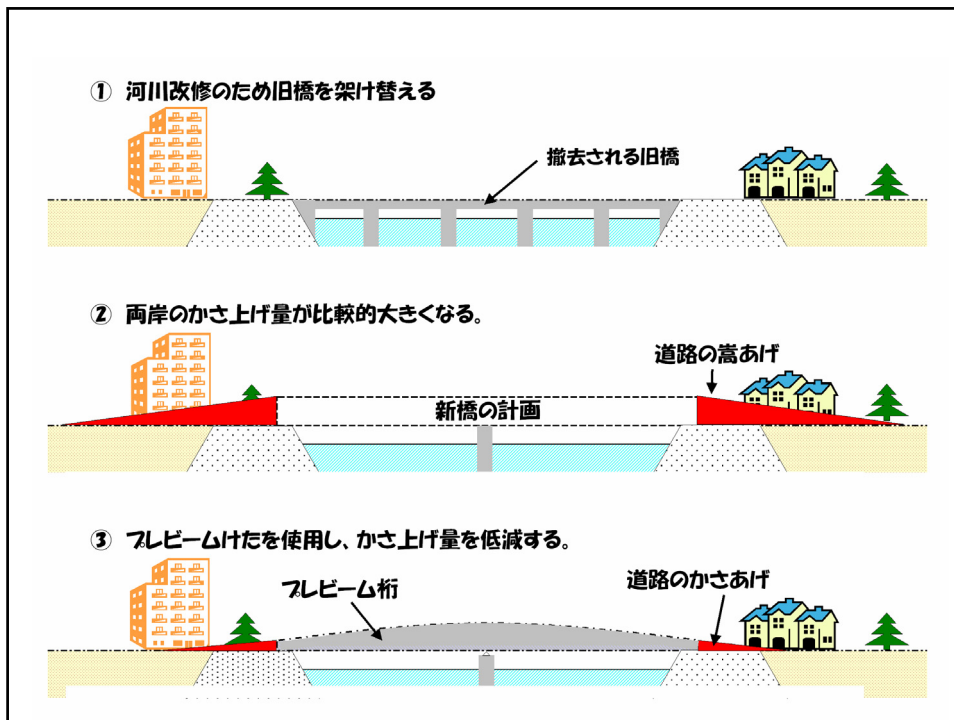 ① 河川改修のため旧橋を架け替える
撤去される旧橋
② 両岸のかさ上げ量が比較的大きくなる。
道路の嵩あげ
新橋の計画
③ プレビームけたを使用し、かさ上げ量を低減する。
プレビーム桁
道路のかさあげ